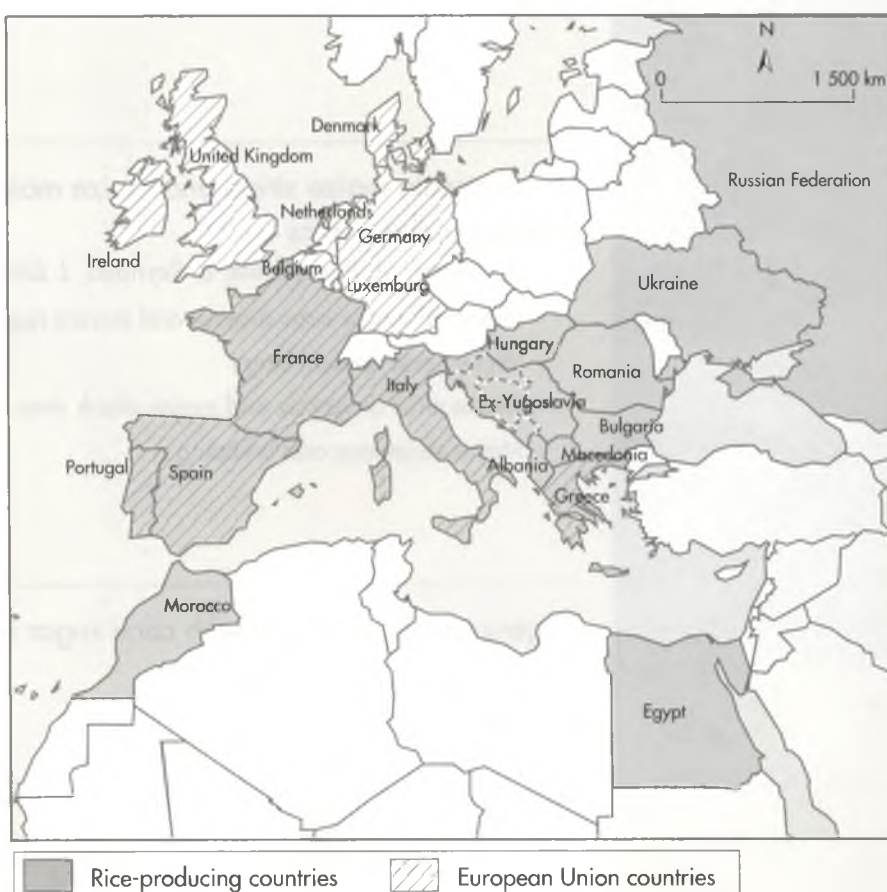 N
0 1 500 km
Denmark
United Kingdom
Russian Federation
Netherlands
Ireland
Germany
Belgium
Luxemburg
Ukraine
Hungary
France
Romania
Italy
Ex-Yugoslavia
Bulgaria
Portugal
Spain
Albania
Macedonia
Greece
Morocco
Egypt
Rice-producing countries
European Union countries